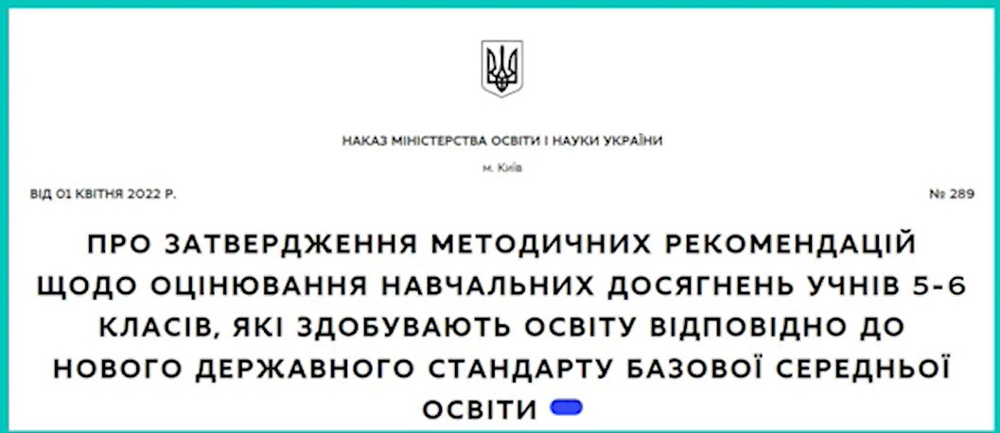 НАКАЗ МІНІСТЕРСТВА ОСВІТИ І НАУКИ УКРАЇНИ
м. Київ
ВІД 01 КВІТНЯ 2022 Р. № 289
ПРО ЗАТВЕРДЖЕННЯ МЕТОДИЧНИХ РЕКОМЕНДАЦІЙ
ЩОДО ОЦІНЮВАННЯ НАВЧАЛЬНИХ ДОСЯГНЕНЬ УЧНІВ 5-6
КЛАСІВ, ЯКІ ЗДОБУВАЮТЬ ОСВІТУ ВІДПОВІДНО ДО
НОВОГО ДЕРЖАВНОГО СТАНДАРТУ БАЗОВОЇ СЕРЕДНЬОЇ
ОСВІТИ